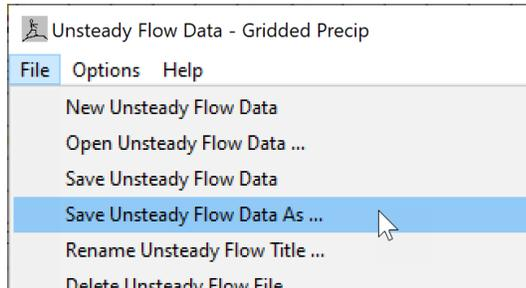 Unsteady Flow Data - Gridded Precip
File Options Help
New Unsteady Flow Data
Open Unsteady Flow Data ...
Save Unsteady Flow Data
Save Unsteady Flow Data As ...
Rename Unsteady Flow Title ...
Delete Unsteady Flow File